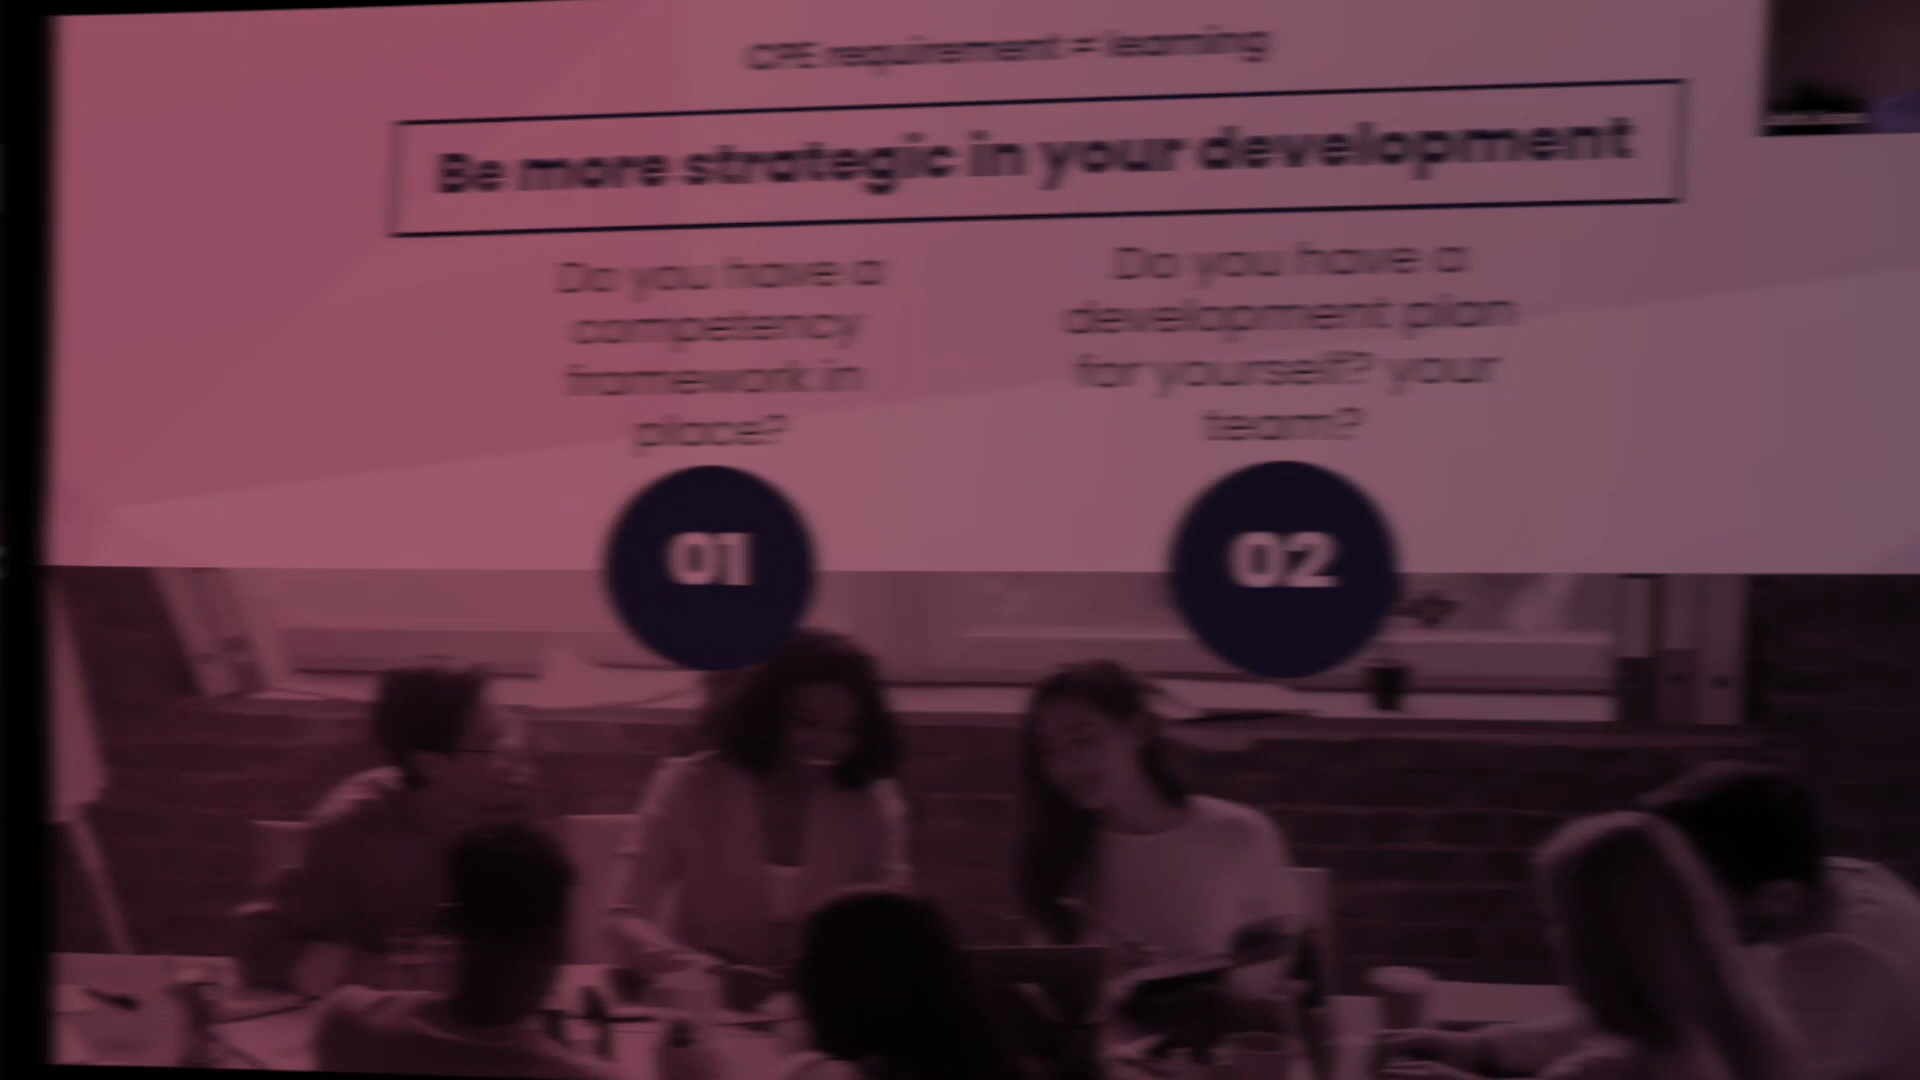 CPE requirement = learning
Be more strategic in your development
Do you have a
competency
framework in
place?
Do you have a
development plan
for yourself? your
team?
01
02